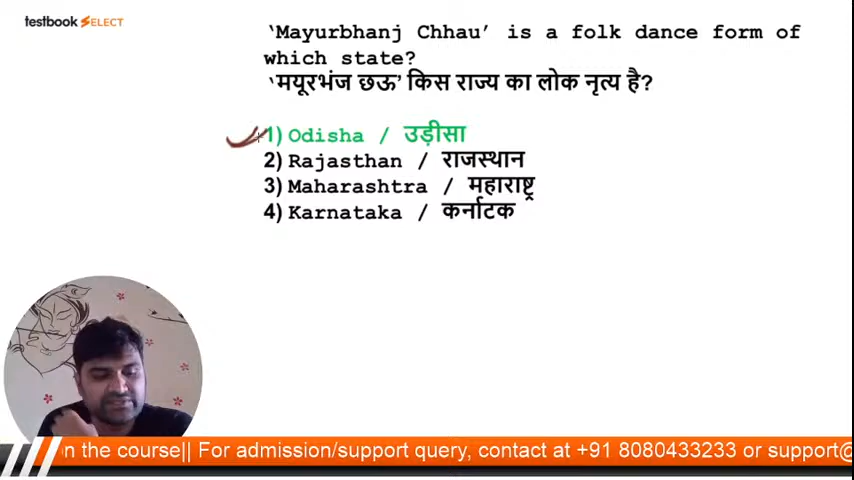 testbook SELECT
'Mayurbhanj Chhau' is a folk dance form of
which state?
'मयूरभंज छऊ' किस राज्य का लोक नृत्य है?
1) Odisha / उड़ीसा
2) Rajasthan / राजस्थान
3) Maharashtra / महाराष्ट्र
4) Karnataka / कर्नाटक
n the course|| For admission/support query, contact at +91 8080433233 or support@